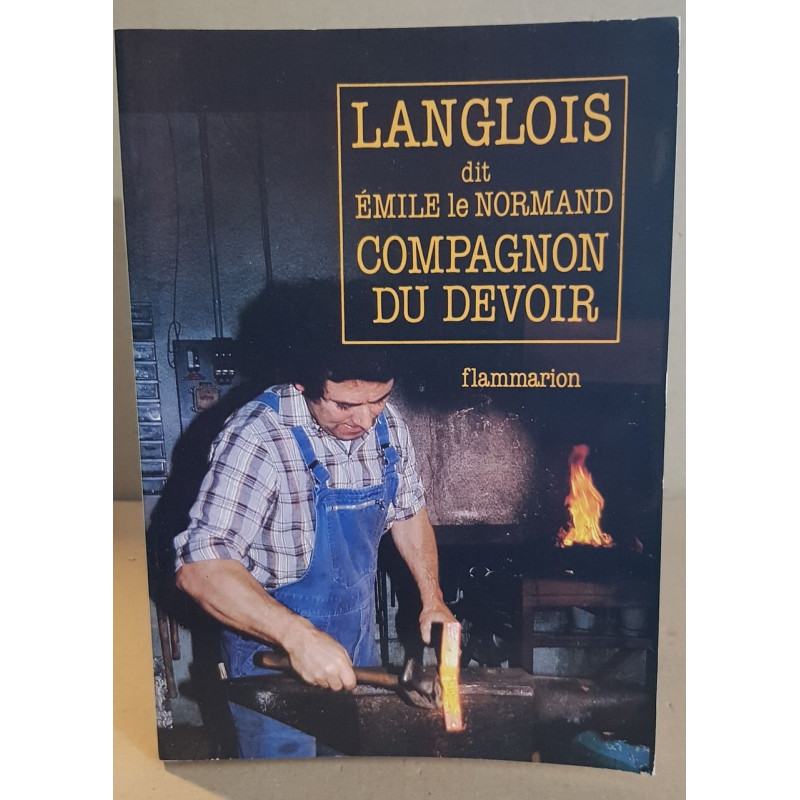 LANGLOIS
dit
ÉMILE le NORMAND
COMPAGNON
DU DEVOIR
flammarion